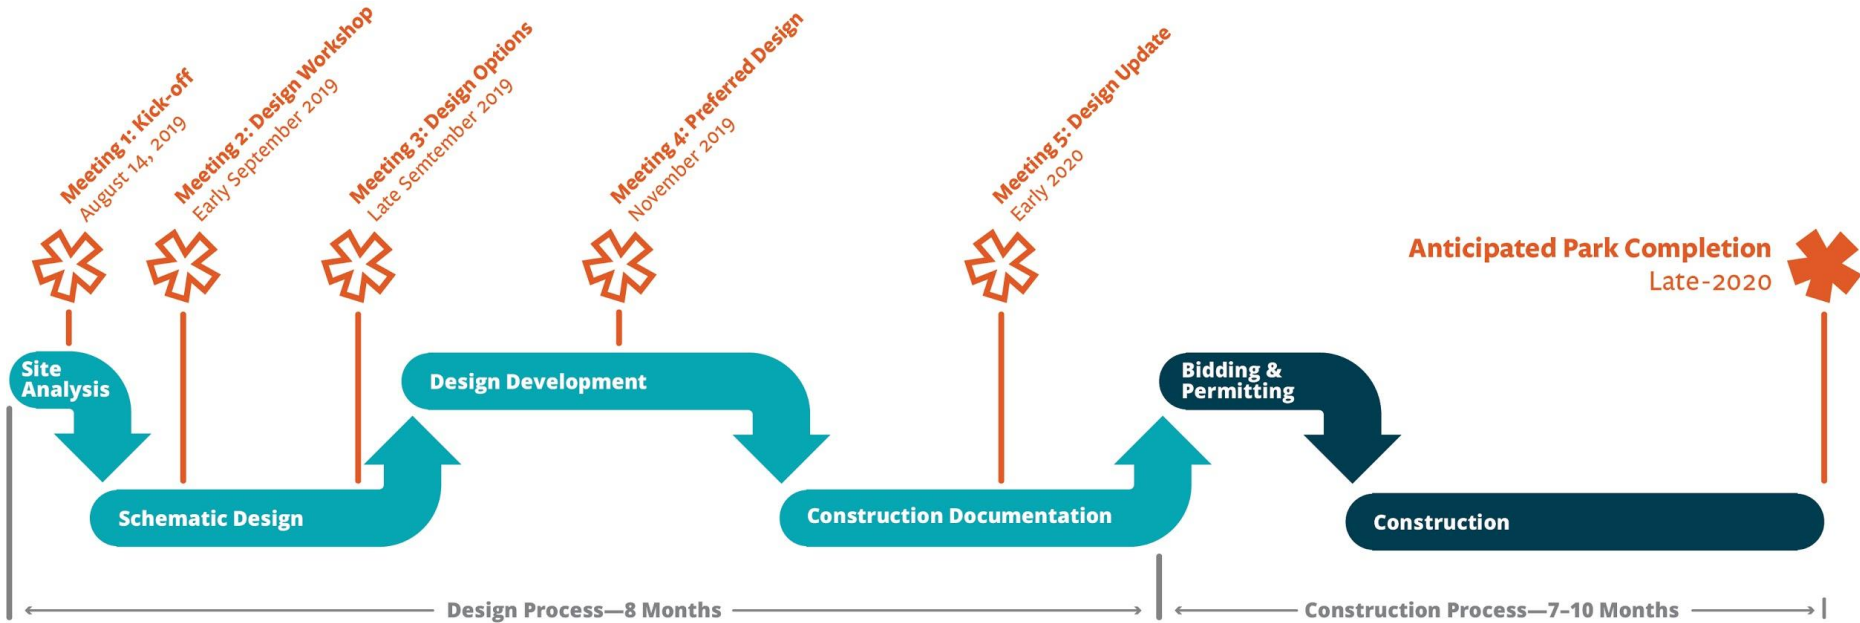 Meeting 1: Kick-off
August 14, 2019
Meeting 2: Design Workshop
Early September 2019
Meeting 3: Design Options
Late Semtember 2019
Meeting 4: Preferred Design
November 2019
Meeting 5: Design Update
Early 2020
Anticipated Park Completion
Late-2020
Site
Analysis
Schematic Design
Design Development
Construction Documentation
Bidding &
Permitting
Construction
Design Process—8 Months
Construction Process—7–10 Months